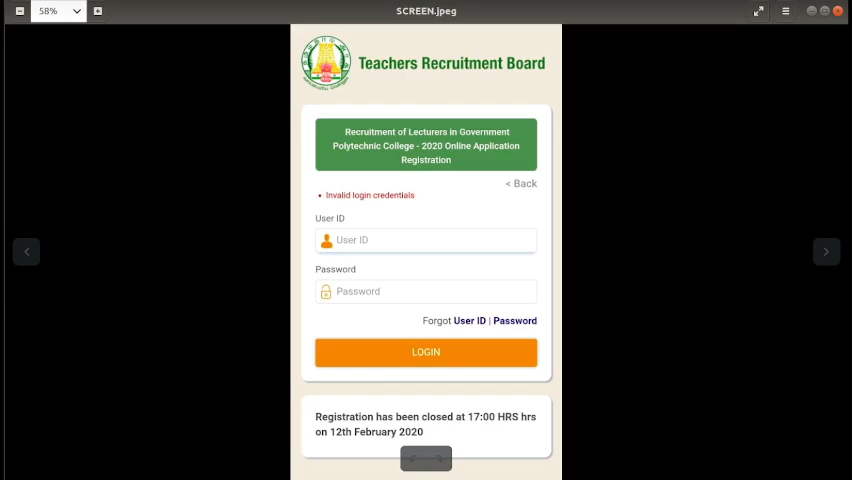 58%
SCREEN.jpeg
Teachers Recruitment Board
Recruitment of Lecturers in Government
Polytechnic College - 2020 Online Application
Registration
< Back
• Invalid login credentials
User ID
User ID
Password
Password
Forgot User ID | Password
LOGIN
Registration has been closed at 17:00 HRS hrs
on 12th February 2020